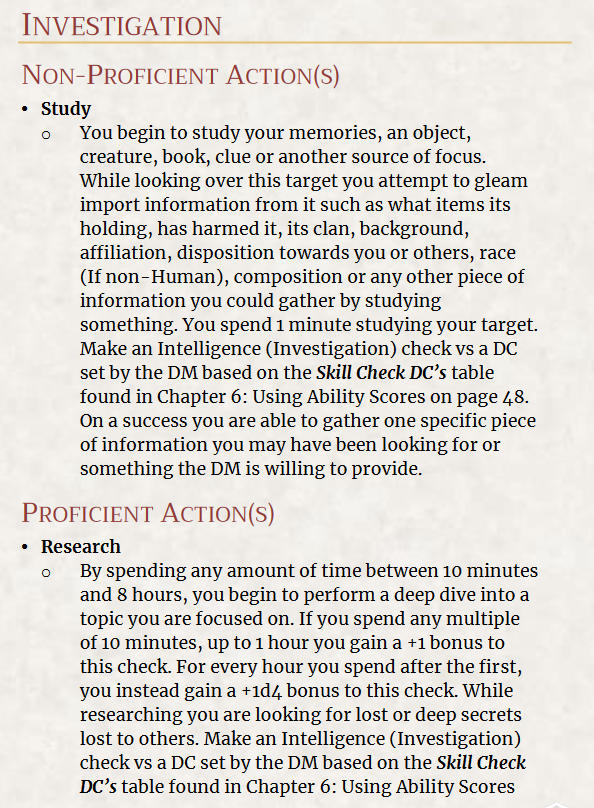 INVESTIGATION
NON-PROFICIENT ACTION(S)
• Study
o You begin to study your memories, an object,
creature, book, clue or another source of focus.
While looking over this target you attempt to gleam
import information from it such as what items its
holding, has harmed it, its clan, background,
affiliation, disposition towards you or others, race
(If non-Human), composition or any other piece of
information you could gather by studying
something. You spend 1 minute studying your target.
Make an Intelligence (Investigation) check vs a DC
set by the DM based on the Skill Check DC’s table
found in Chapter 6: Using Ability Scores on page 48.
On a success you are able to gather one specific piece
of information you may have been looking for or
something the DM is willing to provide.
PROFICIENT ACTION(S)
• Research
o By spending any amount of time between 10 minutes
and 8 hours, you begin to perform a deep dive into a
topic you are focused on. If you spend any multiple
of 10 minutes, up to 1 hour you gain a +1 bonus to
this check. For every hour you spend after the first,
you instead gain a +1d4 bonus to this check. While
researching you are looking for lost or deep secrets
lost to others. Make an Intelligence (Investigation)
check vs a DC set by the DM based on the Skill Check
DC’s table found in Chapter 6: Using Ability Scores